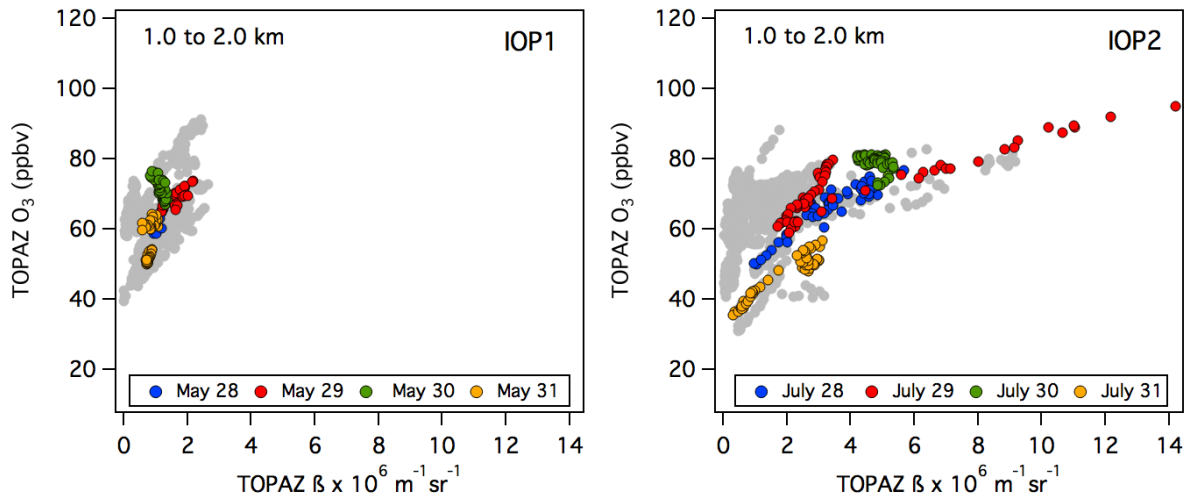 1.0 to 2.0 km
IOP1
120
100
80
60
40
20
TOPAZ O3 (ppbv)
May 28
May 29
May 30
May 31
0
2
4
6
8
10
12
14
TOPAZ ß x 10^6 m^-1 sr^-1
1.0 to 2.0 km
IOP2
120
100
80
60
40
20
TOPAZ O3 (ppbv)
July 28
July 29
July 30
July 31
0
2
4
6
8
10
12
14
TOPAZ ß x 10^6 m^-1 sr^-1